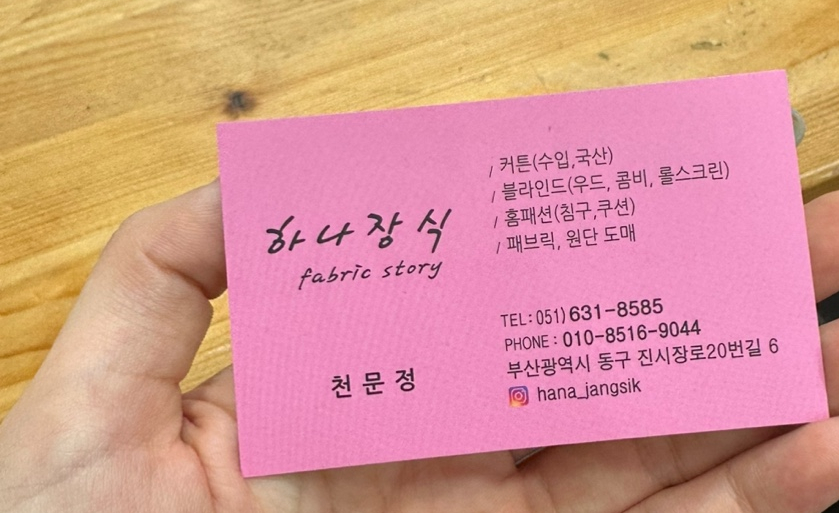 하나장식
fabric story
천문정
/ 커튼(수입,국산)
/ 블라인드(우드, 콤비, 롤스크린)
/ 홈패션(침구,쿠션)
/ 패브릭, 원단 도매
TEL: 051) 631-8585
PHONE : 010-8516-9044
부산광역시 동구 진시장로20번길 6
hana_jangsik